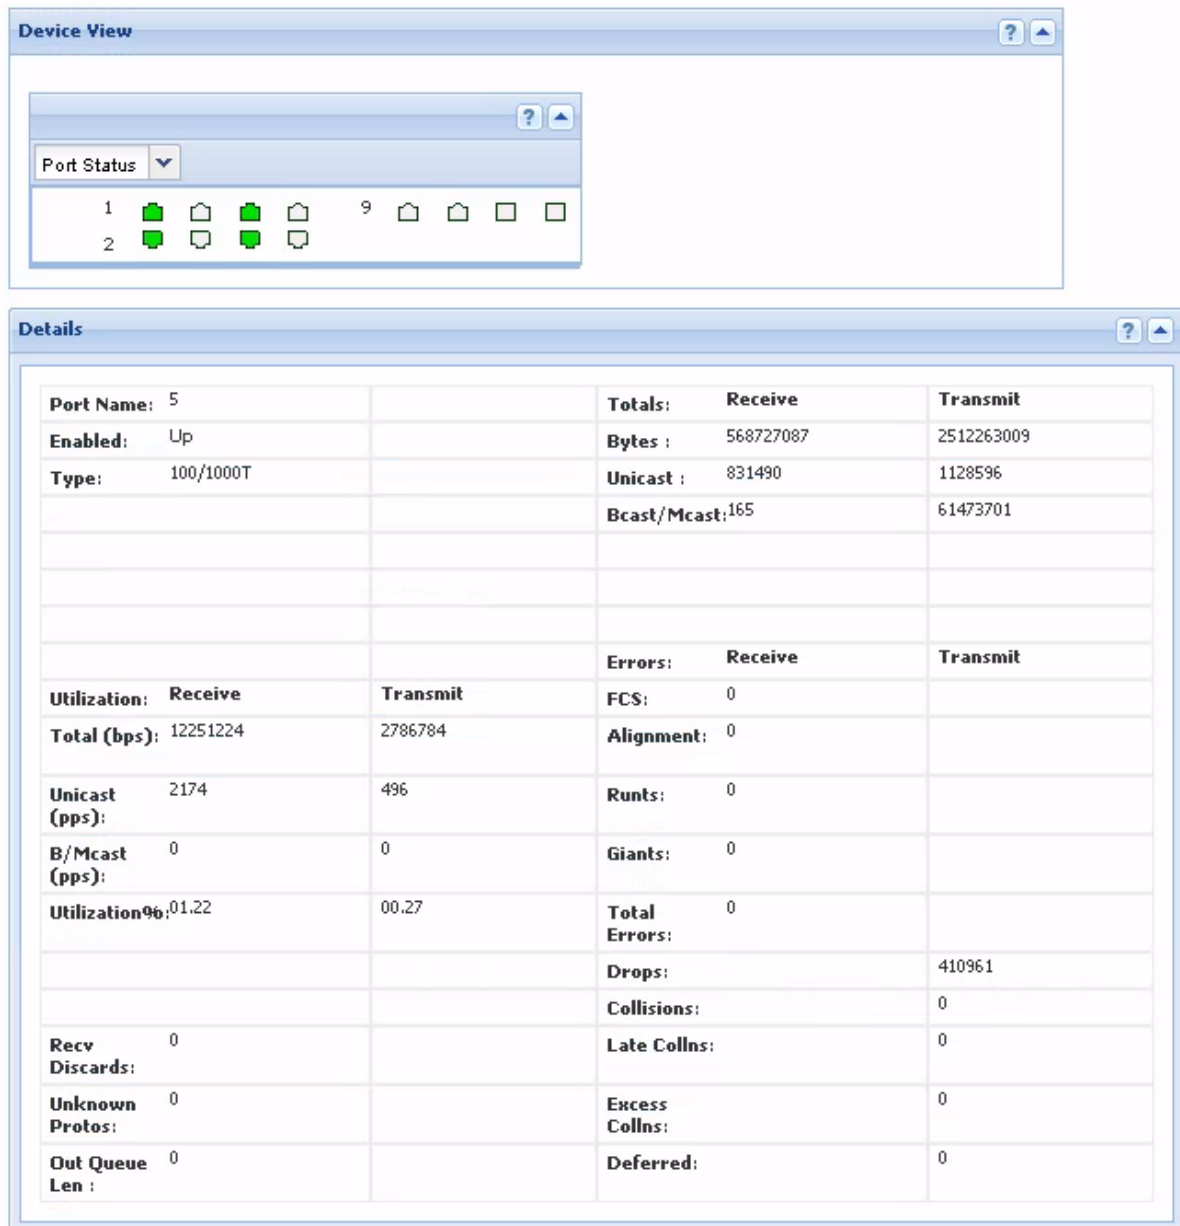 Device View
?
?
Port Status
1 9
2
Details
?
Port Name: 5 Totals: Receive Transmit
Enabled: Up Bytes : 568727087 2512263009
Type: 100/1000T Unicast : 831490 1128596
Bcast/Mcast: 165 61473701
Errors: Receive Transmit
Utilization: Receive Transmit FCS: 0
Total (bps): 12251224 2786784 Alignment: 0
Unicast (pps): 2174 496 Runts: 0
B/Mcast (pps): 0 0 Giants: 0
Utilization%: 01.22 00.27 Total Errors: 0
Drops: 410961
Collisions: 0
Recv Discards: 0 Late Collns: 0
Unknown Protos: 0 Excess Collns: 0
Out Queue Len : 0 Deferred: 0